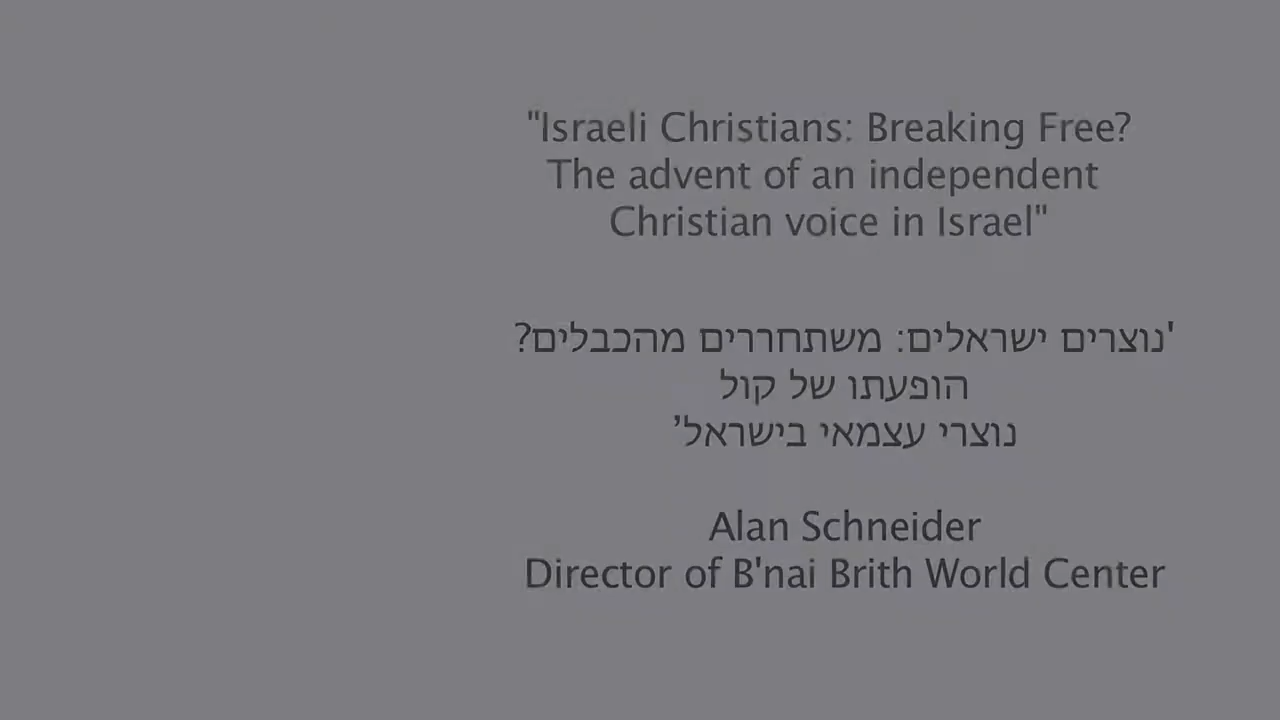 "Israeli Christians: Breaking Free?
The advent of an independent
Christian voice in Israel"
'נוצרים ישראלים: משתחררים מהכבלים?
הופעתו של קול
נוצרי עצמאי בישראל’
Alan Schneider
Director of B'nai Brith World Center